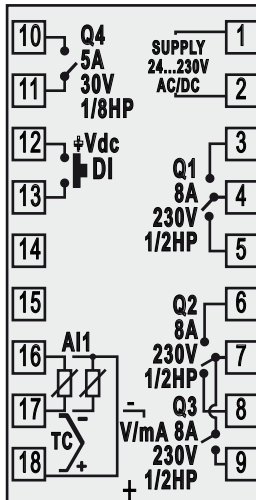 10 Q4 1
11 5A 30V 1/8HP SUPPLY 24...230V AC/DC 2
12 +Vdc 3
13 DI Q1 8A 230V 1/2HP 4
14 5
15 Q2 8A 230V 1/2HP 6
16 AI1 7
17 TC - + - V/mA + Q3 8A 230V 1/2HP 8
18 9